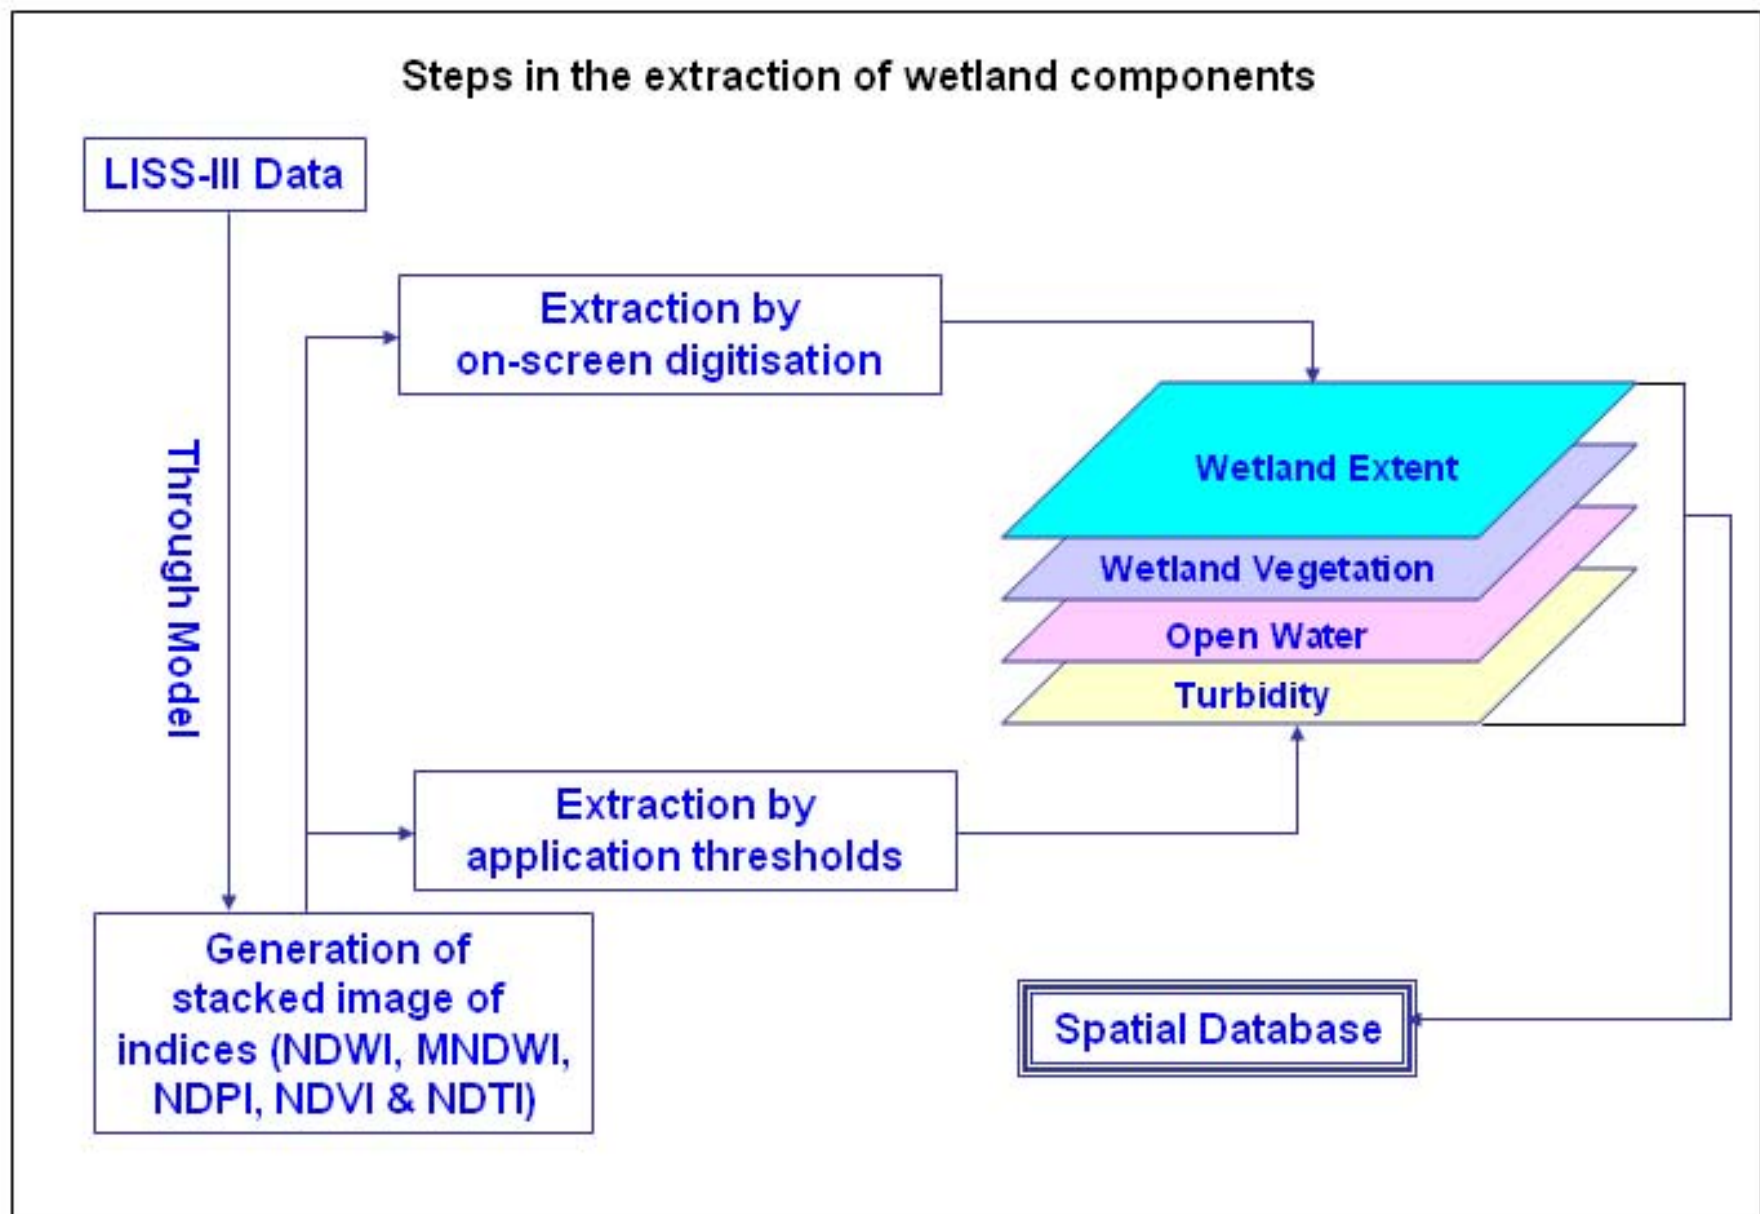 Steps in the extraction of wetland components
LISS-III Data
Through Model
Extraction by
on-screen digitisation
Wetland Extent
Wetland Vegetation
Open Water
Turbidity
Extraction by
application thresholds
Generation of
stacked image of
indices (NDWI, MNDWI,
NDPI, NDVI & NDTI)
Spatial Database